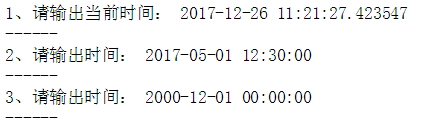 1、请输出当前时间： 2017-12-26 11:21:27.423547
------
2、请输出时间： 2017-05-01 12:30:00
------
3、请输出时间： 2000-12-01 00:00:00
------